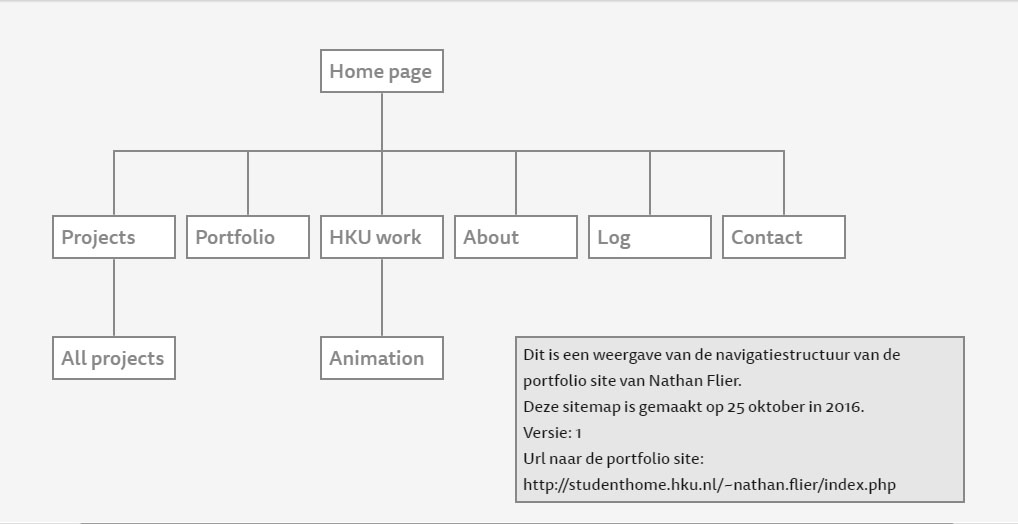 Home page
Projects
Portfolio
HKU work
About
Log
Contact
All projects
Animation
Dit is een weergave van de navigatiestructuur van de
portfolio site van Nathan Flier.
Deze sitemap is gemaakt op 25 oktober in 2016.
Versie: 1
Url naar de portfolio site:
http://studenthome.hku.nl/~nathan.flier/index.php